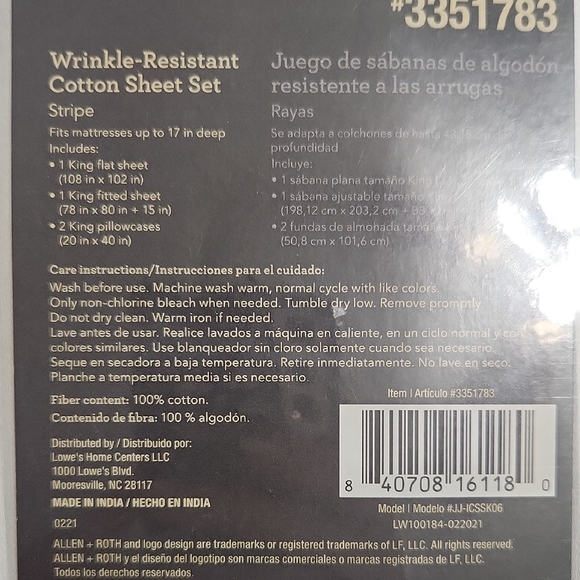 #3351783
Wrinkle-Resistant
Cotton Sheet Set
Stripe
Fits mattresses up to 17 in deep
Includes:
• 1 King flat sheet
(108 in x 102 in)
• 1 King fitted sheet
(78 in x 80 in + 15 in)
• 2 King pillowcases
(20 in x 40 in)
Juego de sábanas de algodón
resistente a las arrugas
Rayas
Se adapta a colchones de hasta
profundidad
Incluye:
• 1 sábana plana tamaño King
• 1 sábana ajustable tamaño
(198,12 cm x 203,2 cm +
• 2 fundas de almohada tamaño
(50,8 cm x 101,6 cm)
Care instructions/Instrucciones para el cuidado:
Wash before use. Machine wash warm, normal cycle with like colors.
Only non-chlorine bleach when needed. Tumble dry low. Remove promptly.
Do not dry clean. Warm iron if needed.
Lave antes de usar. Realice lavados a máquina en caliente, en un ciclo normal y con
colores similares. Use blanqueador sin cloro solamente cuando sea necesario.
Seque en secadora a baja temperatura. Retire inmediatamente. No lave en seco.
Planche a temperatura media si es necesario.
Fiber content: 100% cotton.
Contenido de fibra: 100 % algodón.
Distributed by / Distribuido por:
Lowe's Home Centers LLC
1000 Lowe's Blvd.
Mooresville, NC 28117
MADE IN INDIA / HECHO EN INDIA
0221
Item | Artículo #3351783
8 40708 16118 0
Model | Modelo #JJ-ICSSK06
LW100184-022021
ALLEN + ROTH and logo design are trademarks or registered trademarks of LF, LLC. All rights reserved.
ALLEN + ROTH y el diseño del logotipo son marcas comerciales o marcas registradas de LF, LLC.
Todos los derechos reservados.